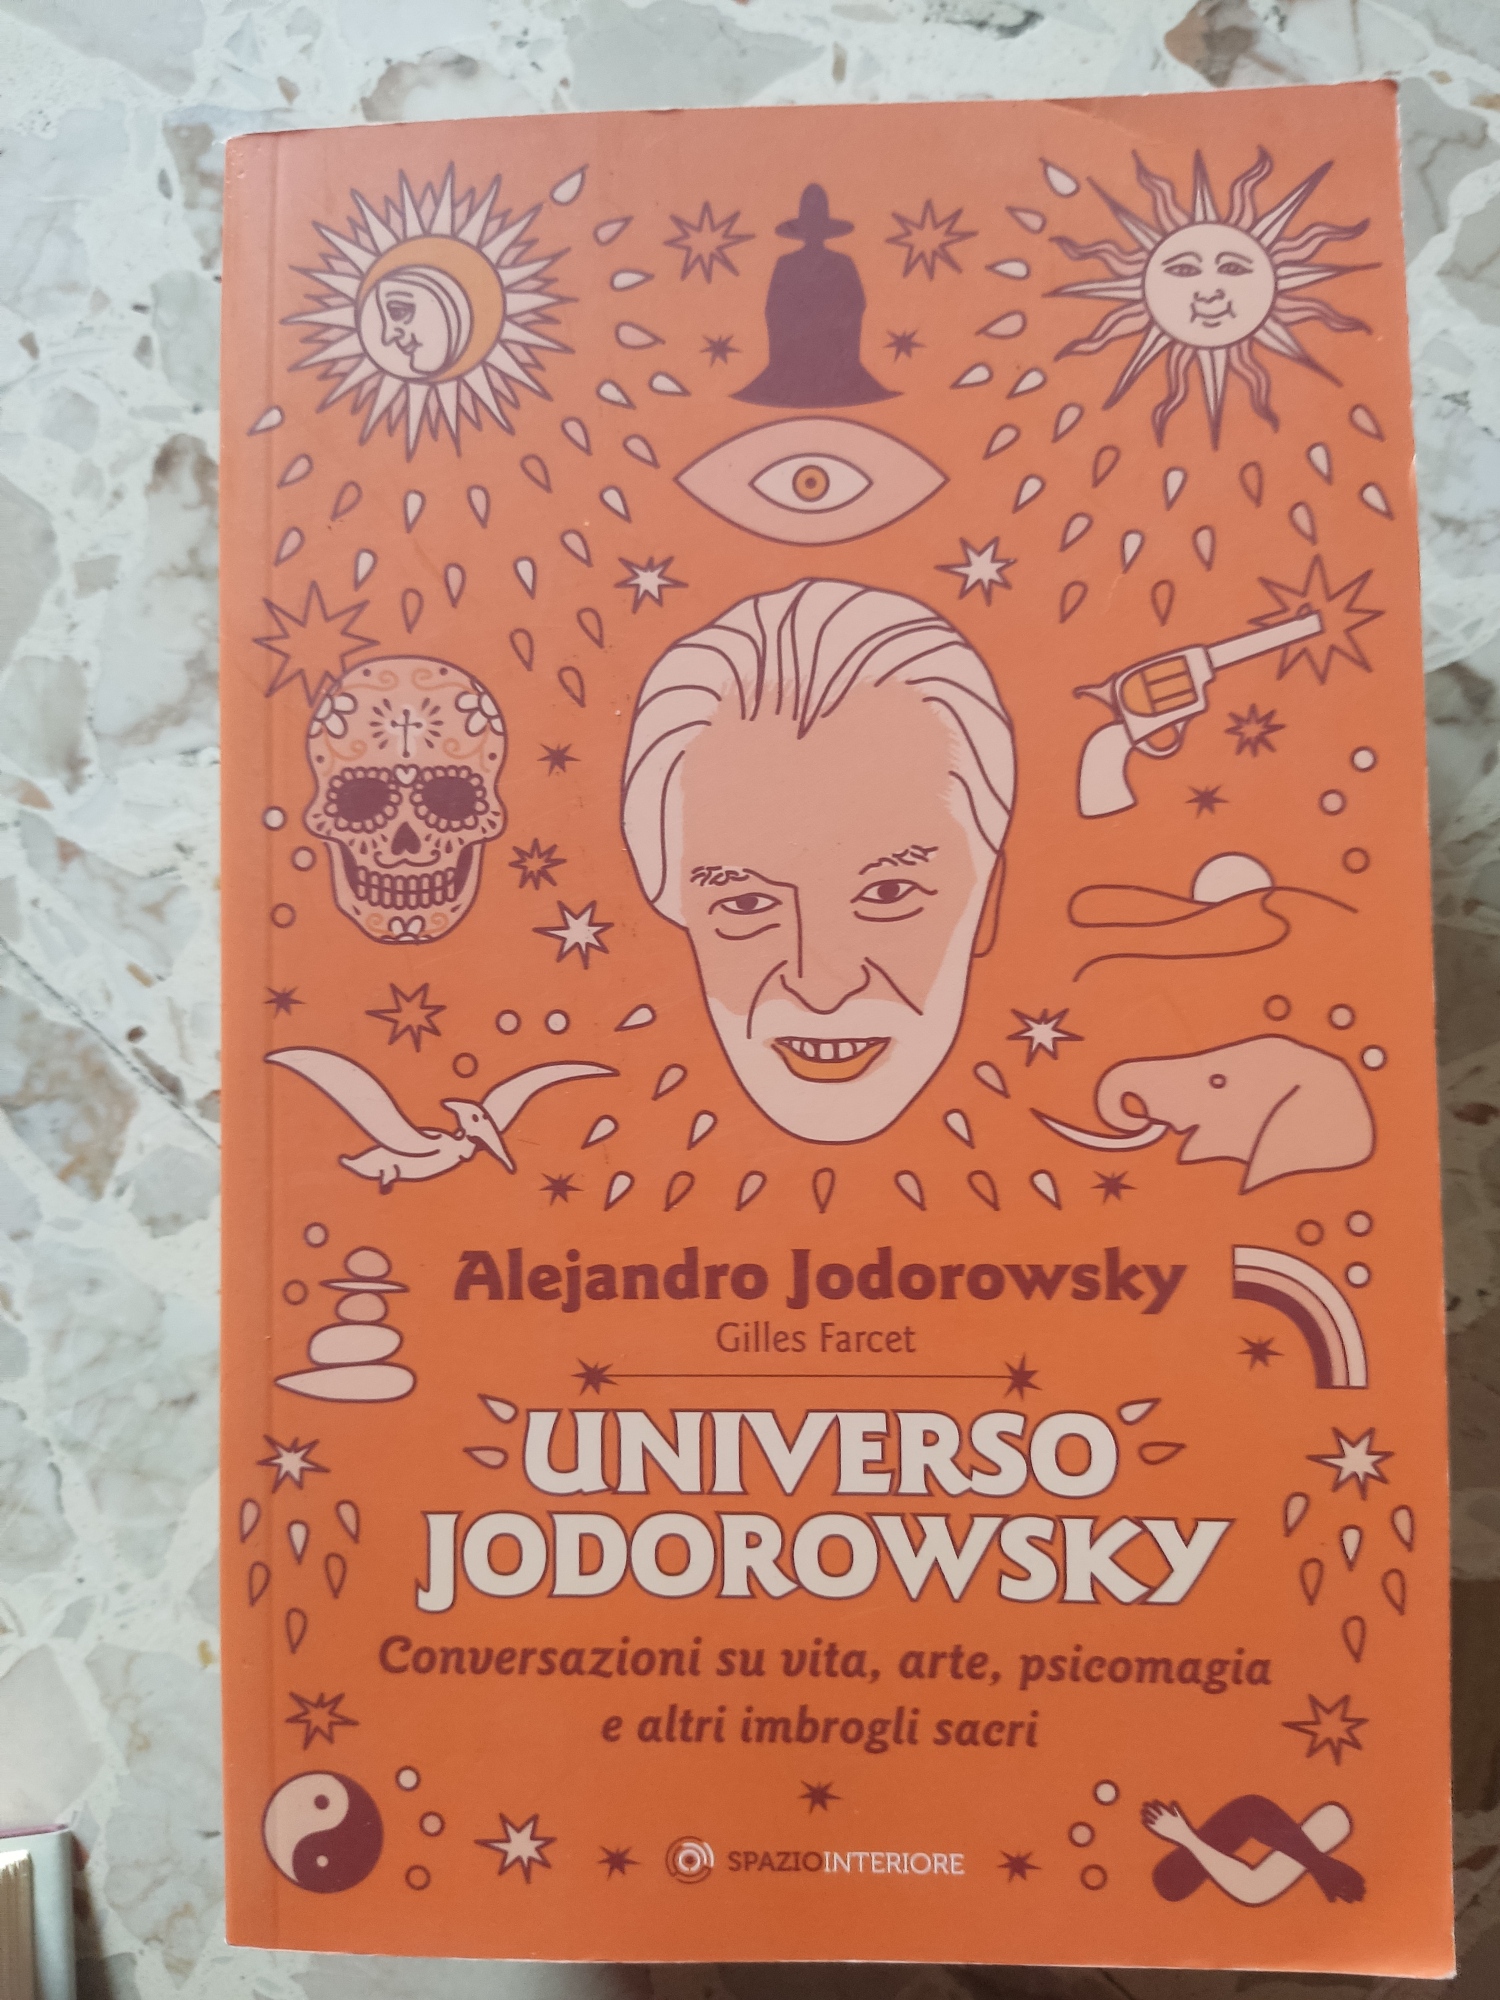 Alejandro Jodorowsky
Gilles Farcet
UNIVERSO
JODOROWSKY
Conversazioni su vita, arte, psicomagia
e altri imbrogli sacri
SPAZIOINTERIORE